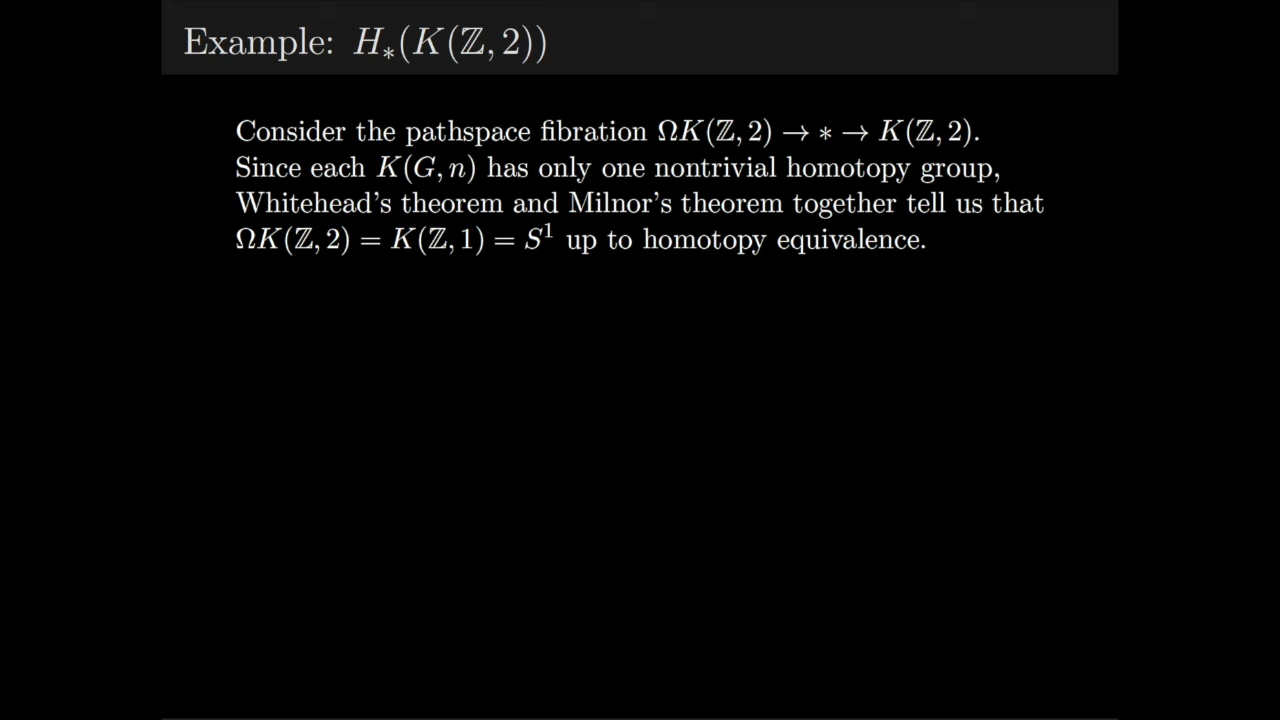 Example: H∗(K(ℤ, 2))
Consider the pathspace fibration ΩK(ℤ, 2) → ∗ → K(ℤ, 2).
Since each K(G, n) has only one nontrivial homotopy group,
Whitehead's theorem and Milnor's theorem together tell us that
ΩK(ℤ, 2) = K(ℤ, 1) = S¹ up to homotopy equivalence.